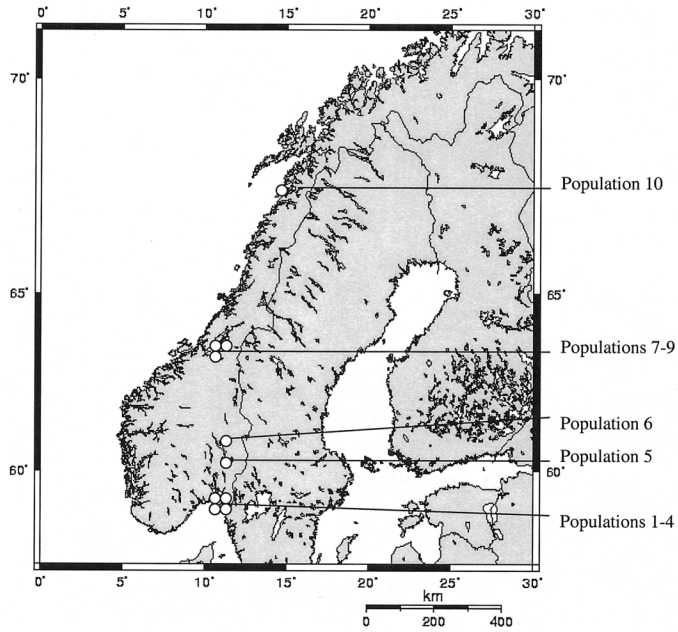 0° 5° 10° 15° 20° 25° 30°
70° 70°
Population 10
65° 65°
Populations 7-9
Population 6
Population 5
60° 60°
Populations 1-4
0° 5° 10° 15° 20° 25° 30°
km
0 200 400